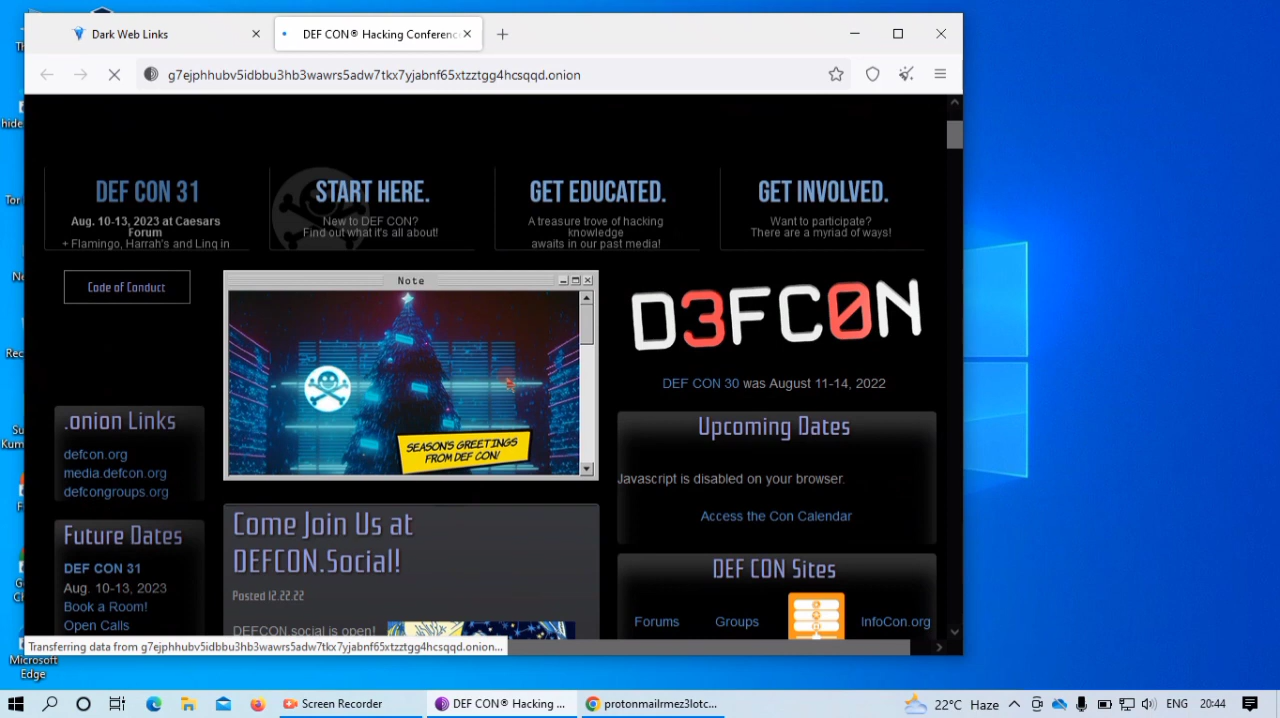 Dark Web Links
DEF CON® Hacking Conference
g7ejphhubv5idbbu3hb3wawrs5adw7tkx7yjabnf65xtzztgg4hcsqqd.onion
DEF CON 31
Aug. 10-13, 2023 at Caesars
Forum
+ Flamingo, Harrah's and Linq in
START HERE.
New to DEF CON?
Find out what it's all about!
GET EDUCATED.
A treasure trove of hacking
knowledge
awaits in our past media!
GET INVOLVED.
Want to participate?
There are a myriad of ways!
Code of Conduct
Note
SEASON'S GREETINGS
FROM DEF CON!
D3FC0N
DEF CON 30 was August 11-14, 2022
.onion Links
defcon.org
media.defcon.org
defcongroups.org
Upcoming Dates
Javascript is disabled on your browser.
Access the Con Calendar
Future Dates
DEF CON 31
Aug. 10-13, 2023
Book a Room!
Open Calls
Come Join Us at
DEFCON.Social!
Posted 12.22.22
DEFCON.social is open!
DEF CON Sites
Forums
Groups
InfoCon.org
Transferring data from g7ejphhubv5idbbu3hb3wawrs5adw7tkx7yjabnf65xtzztgg4hcsqqd.onion...
hide
Tor
Microsoft
Edge
Screen Recorder
DEF CON® Hacking ...
protonmailrmez3lotc...
22°C Haze
ENG
20:44